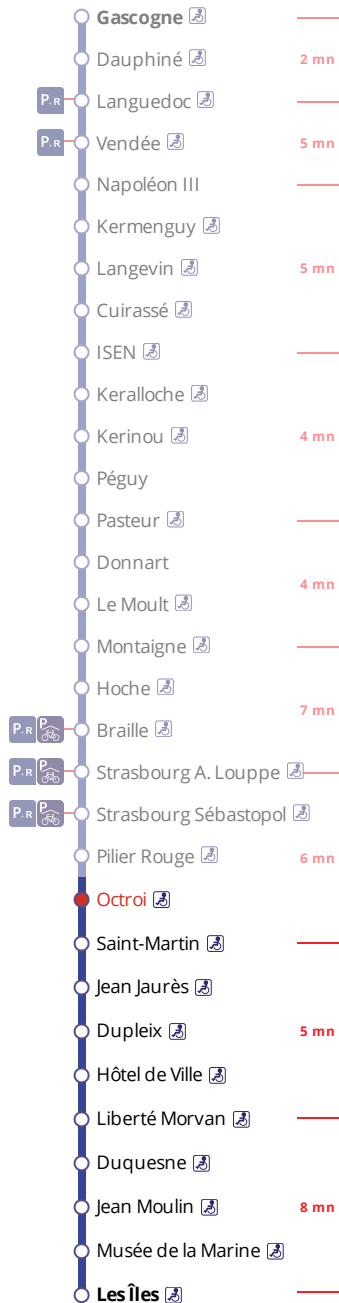 Gascogne
Dauphiné 2 mn
P+R Languedoc
P+R Vendée 5 mn
Napoléon III
Kermenguy
Langevin 5 mn
Cuirassé
ISEN
Keralloche
Kerinou 4 mn
Péguy
Pasteur
Donnart
4 mn
Le Moult
Montaigne
Hoche
7 mn
P+R P Braille
P+R P Strasbourg A. Louppe
P+R P Strasbourg Sébastopol
Pilier Rouge 6 mn
Octroi
Saint-Martin
Jean Jaurès
Dupleix 5 mn
Hôtel de Ville
Liberté Morvan
Duquesne
Jean Moulin 8 mn
Musée de la Marine
Les Îles